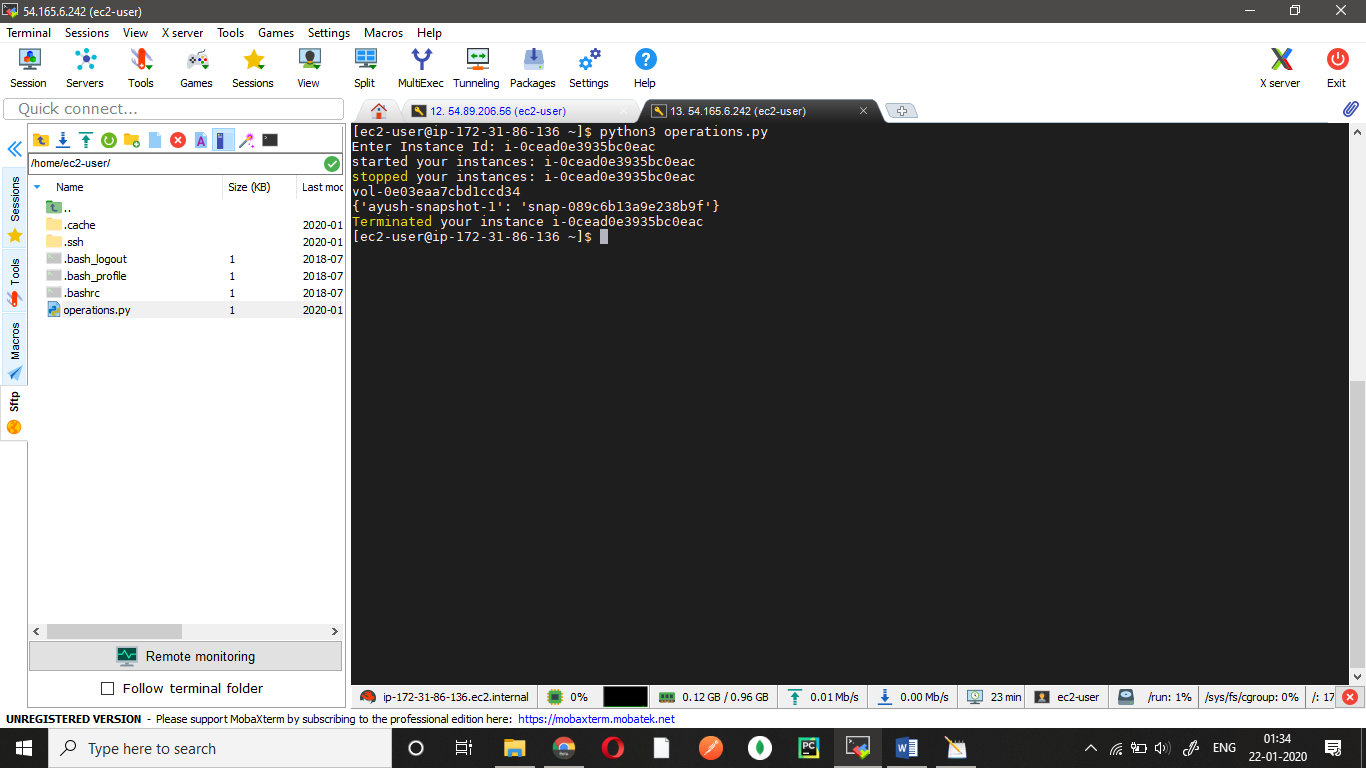 54.165.6.242 (ec2-user)
Terminal Sessions View X server Tools Games Settings Macros Help
Session Servers Tools Games Sessions View Split MultiExec Tunneling Packages Settings Help X server Exit
Quick connect...
12. 54.89.206.56 (ec2-user)
13. 54.165.6.242 (ec2-user)
/home/ec2-user/
Name Size (KB) Last mod
..
.cache 2020-01
.ssh 2020-01
.bash_logout 1 2018-07
.bash_profile 1 2018-07
.bashrc 1 2018-07
operations.py 1 2020-01
Sessions
Tools
Macros
Sftp
[ec2-user@ip-172-31-86-136 ~]$ python3 operations.py
Enter Instance Id: i-0cead0e3935bc0eac
started your instances: i-0cead0e3935bc0eac
stopped your instances: i-0cead0e3935bc0eac
vol-0e03eaa7cbd1ccd34
{'ayush-snapshot-1': 'snap-089c6b13a9e238b9f'}
Terminated your instance i-0cead0e3935bc0eac
[ec2-user@ip-172-31-86-136 ~]$
Remote monitoring
Follow terminal folder
ip-172-31-86-136.ec2.internal 0% 0.12 GB / 0.96 GB 0.01 Mb/s 0.00 Mb/s 23 min ec2-user /run: 1% /sys/fs/cgroup: 0% /: 17
UNREGISTERED VERSION - Please support MobaXterm by subscribing to the professional edition here: https://mobaxterm.mobatek.net
Type here to search
ENG
01:34
22-01-2020